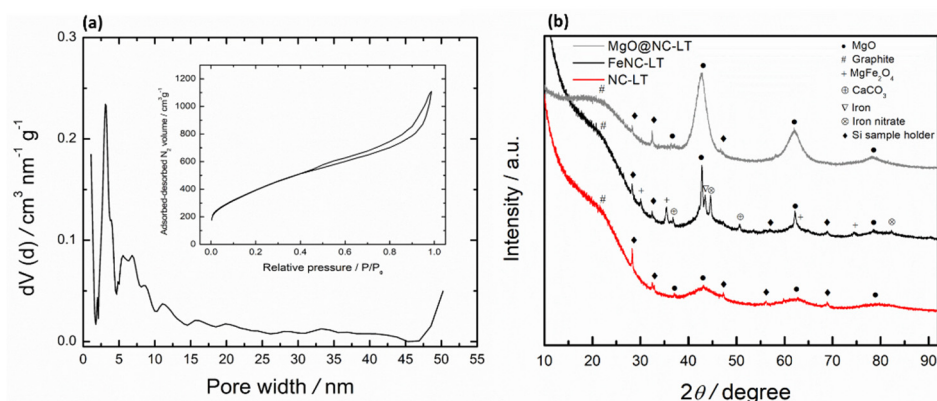 (a)
0.3
0.2
0.1
0.0
dV (d) / cm³ nm⁻¹ g⁻¹
0 5 10 15 20 25 30 35 40 45 50 55
Pore width / nm
Adsorbed-desorbed N₂ volume / cm³g⁻¹
1200
1000
800
600
400
200
0
0.0 0.2 0.4 0.6 0.8 1.0
Relative pressure / P/P₀
(b)
MgO@NC-LT
FeNC-LT
NC-LT
● MgO
# Graphite
+ MgFe₂O₄
⊕ CaCO₃
▽ Iron
⊗ Iron nitrate
♦ Si sample holder
#
#
#
Intensity / a.u.
10 20 30 40 50 60 70 80 90
2θ / degree